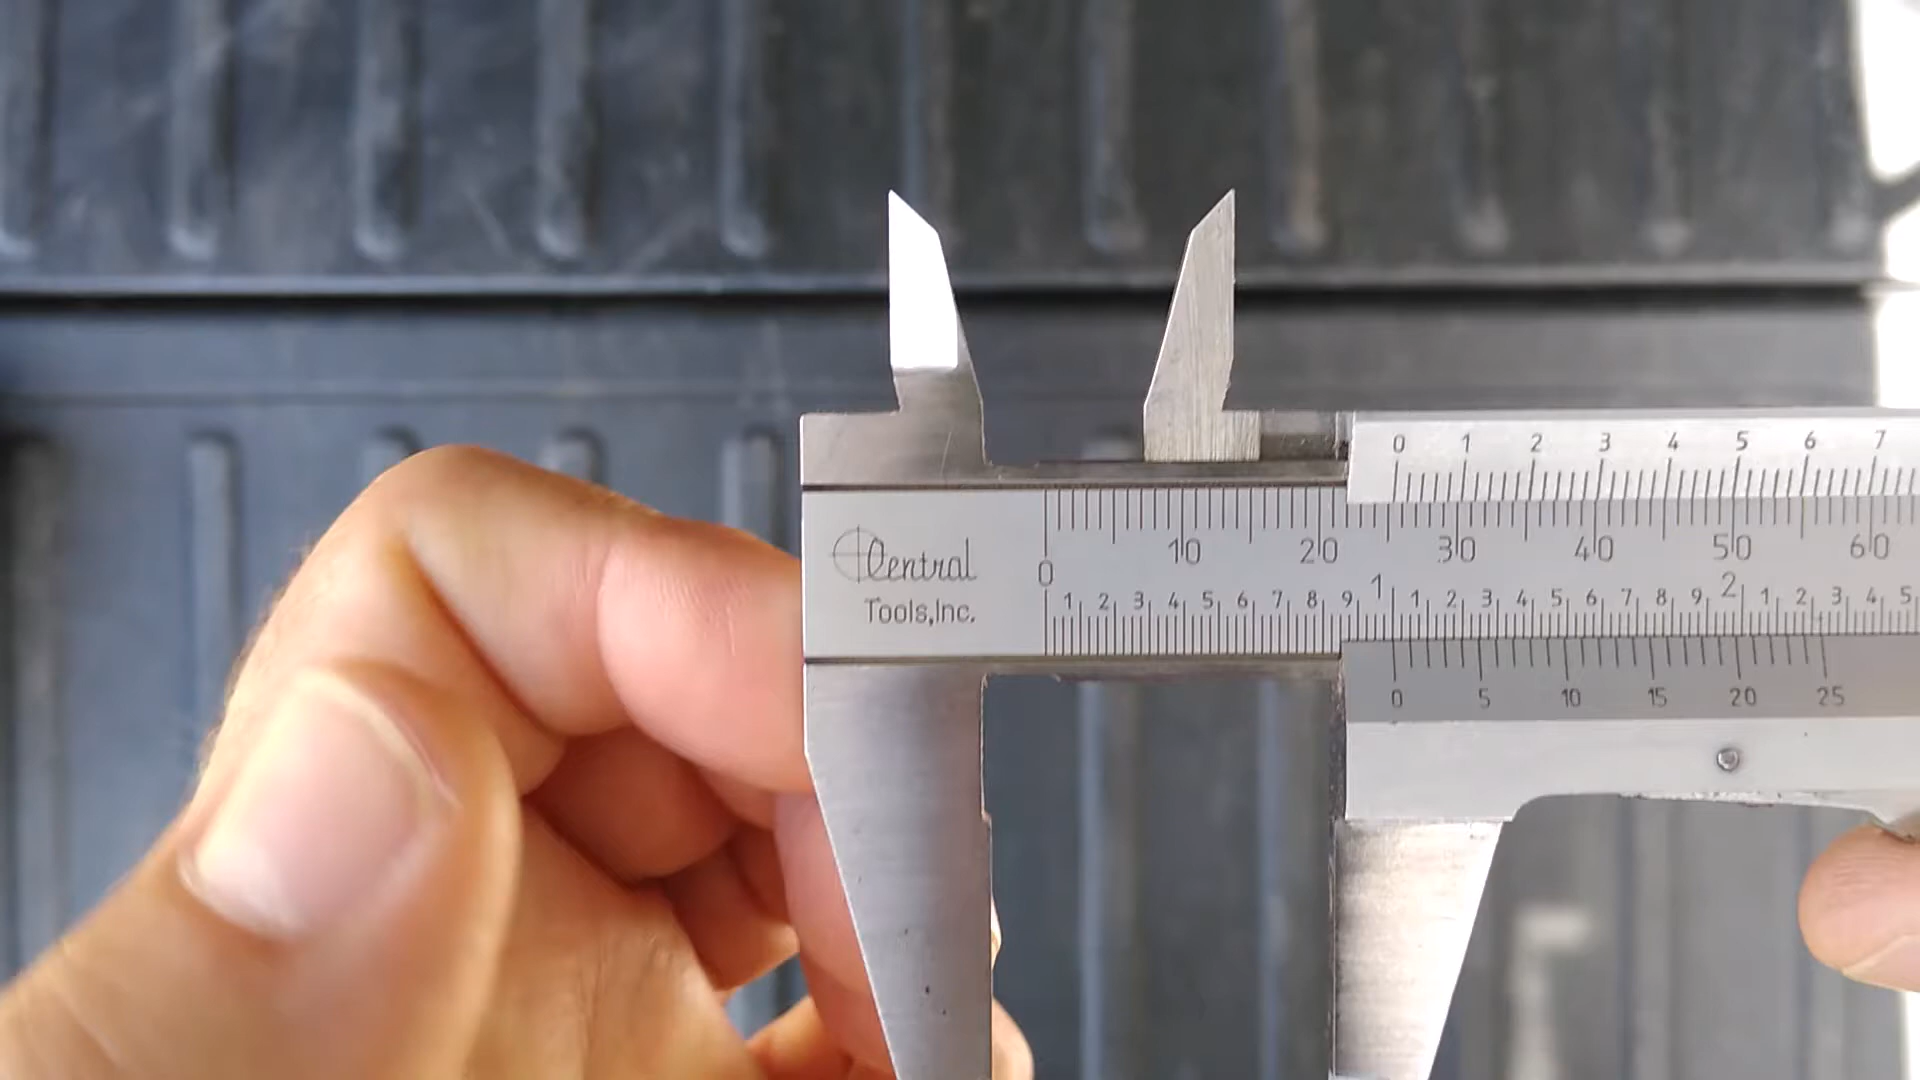 0 1 2 3 4 5 6 7
10 20 30 40 50 60
Central
Tools,Inc.
0
1 2 3 4 5 6 7 8 9 1 1 2 3 4 5 6 7 8 9 2 1 2 3 4 5
0 5 10 15 20 25